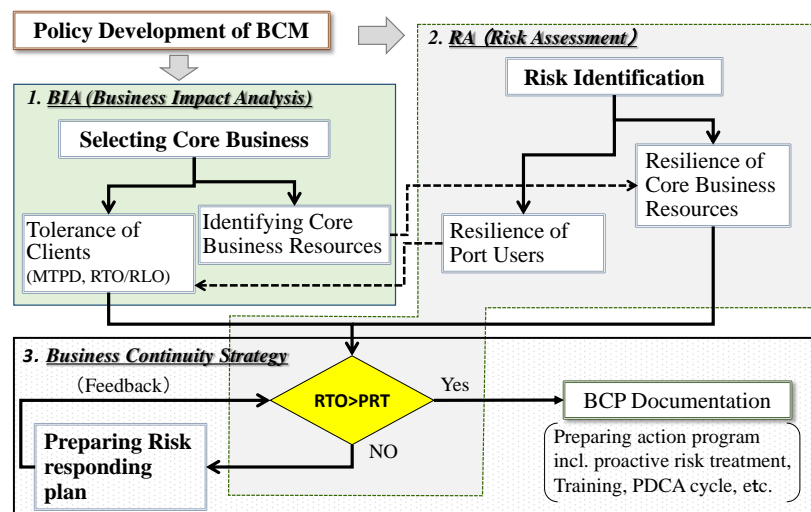 Policy Development of BCM
2. RA (Risk Assessment)
Risk Identification
1. BIA (Business Impact Analysis)
Selecting Core Business
Resilience of
Core Business
Resources
Tolerance of
Clients
(MTPD, RTO/RLO)
Identifying Core
Business Resources
Resilience of
Port Users
3. Business Continuity Strategy
(Feedback)
RTO>PRT
Yes
NO
BCP Documentation
Preparing Risk
responding
plan
Preparing action program
incl. proactive risk treatment,
Training, PDCA cycle, etc.